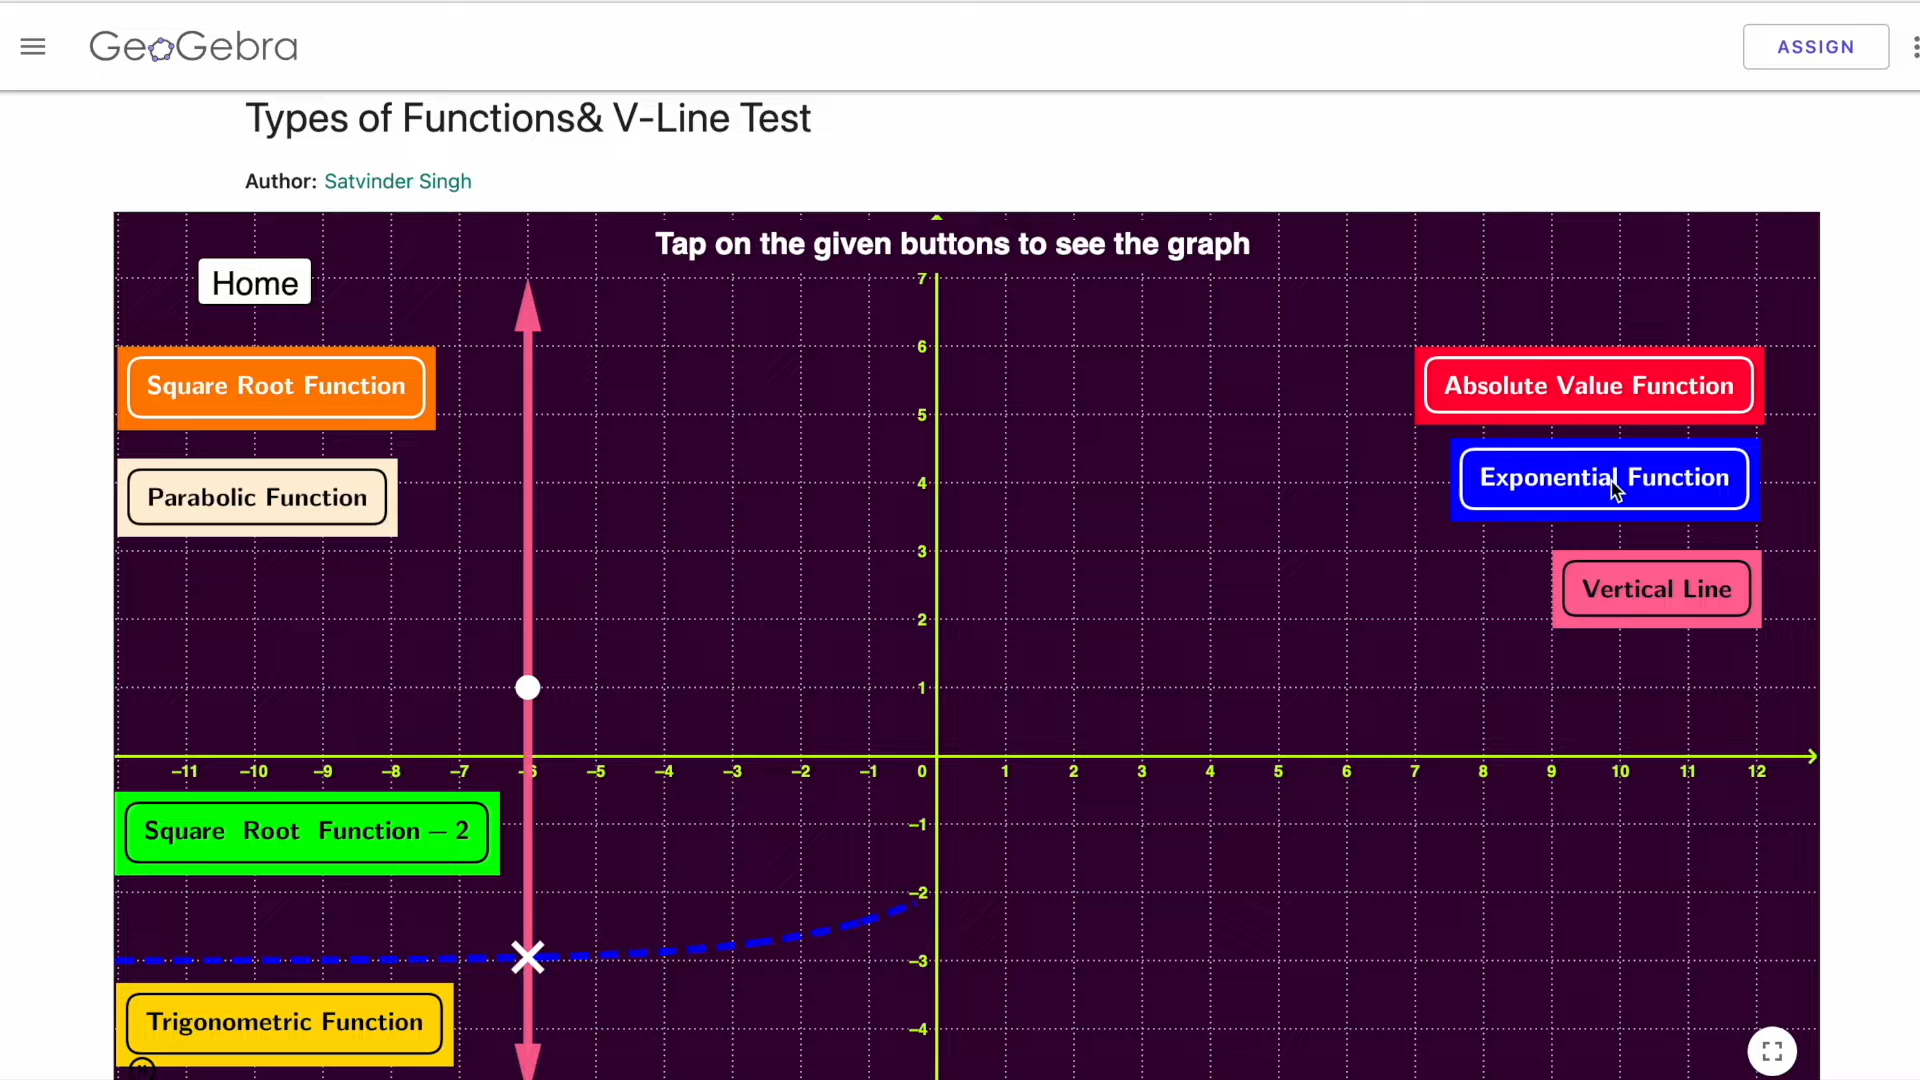 GeoGebra
ASSIGN
Types of Functions& V-Line Test
Author: Satvinder Singh
Tap on the given buttons to see the graph
Home
7
6
Square Root Function
Absolute Value Function
5
Exponential Function
4
Parabolic Function
3
Vertical Line
2
1
–11 –10 –9 –8 –7 –6 –5 –4 –3 –2 –1 0 1 2 3 4 5 6 7 8 9 10 11 12
–1
Square Root Function – 2
–2
–3
Trigonometric Function
–4